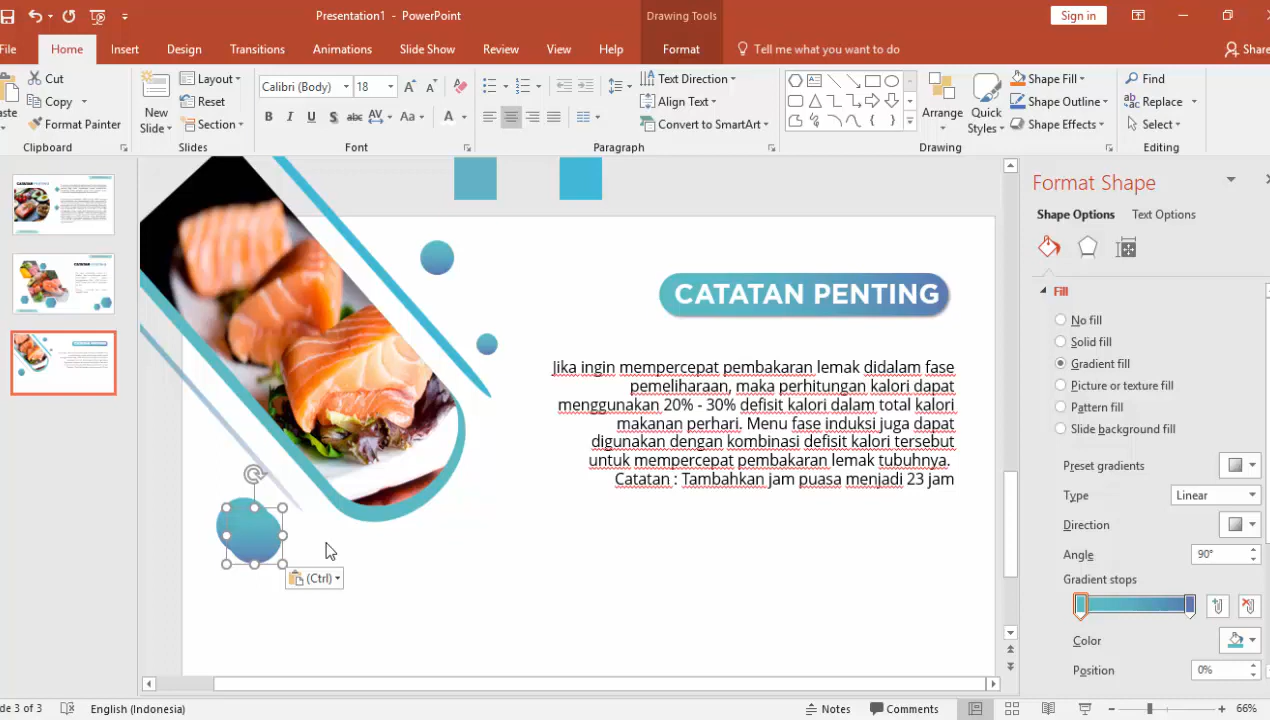 Presentation1 - PowerPoint
Drawing Tools
Sign in
File Home Insert Design Transitions Animations Slide Show Review View Help Format Tell me what you want to do Share
Cut
Copy
Format Painter
Clipboard
New
Slide
Layout
Reset
Section
Slides
Calibri (Body) 18
B I U S abc AV Aa A
Font
Text Direction
Align Text
Convert to SmartArt
Paragraph
Arrange
Quick
Styles
Shape Fill
Shape Outline
Shape Effects
Drawing
Find
Replace
Select
Editing
CATATAN PENTING
Jika ingin mempercepat pembakaran lemak didalam fase
pemeliharaan, maka perhitungan kalori dapat
menggunakan 20% - 30% defisit kalori dalam total kalori
makanan perhari. Menu fase induksi juga dapat
digunakan dengan kombinasi defisit kalori tersebut
untuk mempercepat pembakaran lemak tubuhnya.
Catatan : Tambahkan jam puasa menjadi 23 jam
(Ctrl)
Format Shape
Shape Options Text Options
Fill
No fill
Solid fill
Gradient fill
Picture or texture fill
Pattern fill
Slide background fill
Preset gradients
Type Linear
Direction
Angle 90°
Gradient stops
Color
Position 0%
de 3 of 3 English (Indonesia) Notes Comments 66%